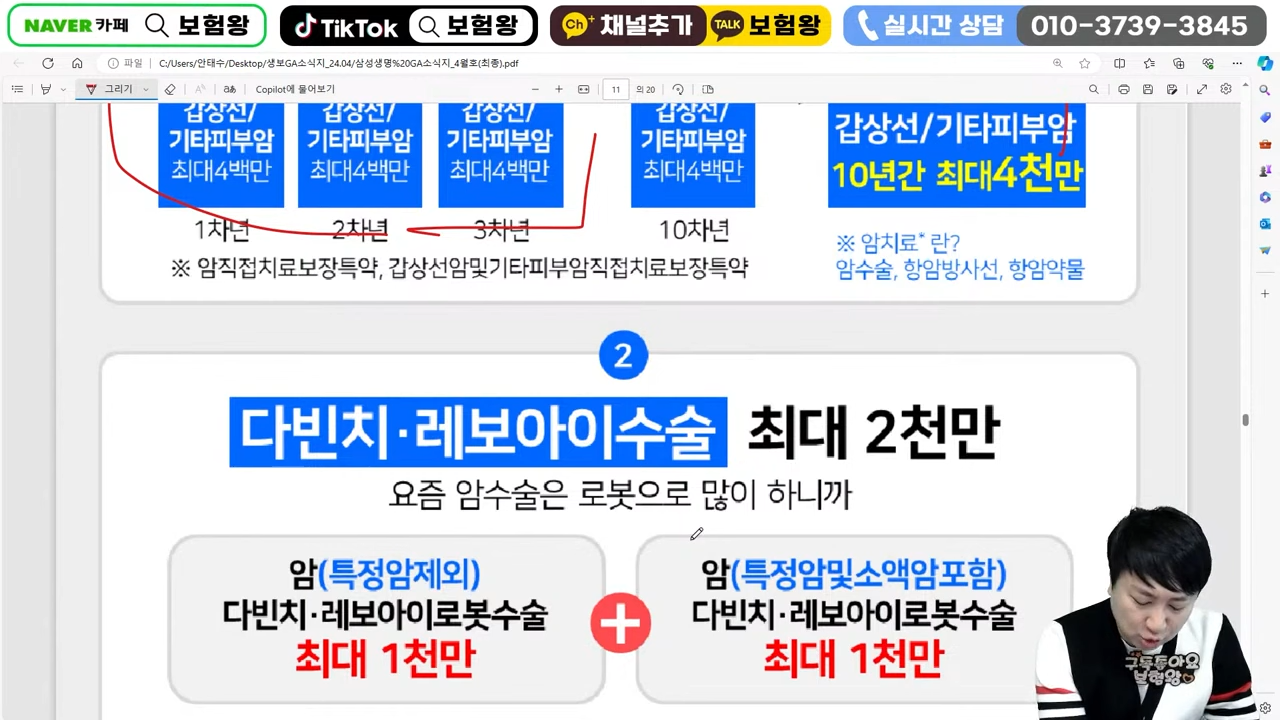 NAVER 카페 보험왕
TikTok 보험왕
Ch+ 채널추가 TALK 보험왕
실시간 상담 010-3739-3845
파일 C:/Users/안태수/Desktop/생보GA소식지_24.04/삼성생명%20GA소식지_4월호(최종).pdf
그리기 Copilot에 물어보기 11 의 20
갑상선/ 갑상선/ 갑상선/ 갑상선/
기타피부암 기타피부암 기타피부암 기타피부암
최대4백만 최대4백만 최대4백만 최대4백만
갑상선/기타피부암
10년간 최대4천만
1차년 2차년 3차년 10차년
※ 암직접치료보장특약, 갑상선암및기타피부암직접치료보장특약
※ 암치료* 란?
암수술, 항암방사선, 항암약물
2
다빈치·레보아이수술 최대 2천만
요즘 암수술은 로봇으로 많이 하니까
암(특정암제외)
다빈치·레보아이로봇수술
최대 1천만
+
암(특정암및소액암포함)
다빈치·레보아이로봇수술
최대 1천만
구독좋아요
보험왕